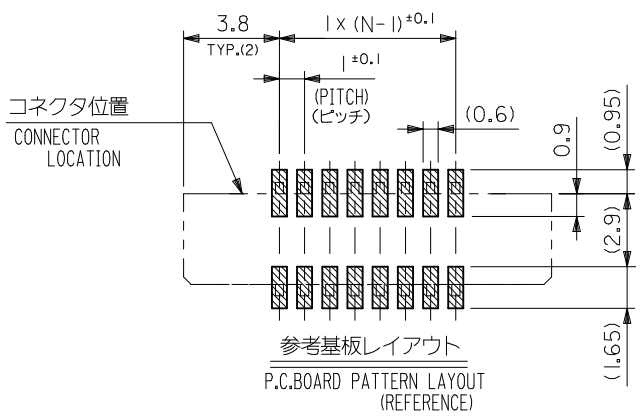 3.8
TYP.(2)
1 x (N-1)±0.1
1±0.1
(PITCH)
(ピッチ)
(0.6)
0.9
(0.95)
(2.9)
(1.65)
コネクタ位置
CONNECTOR
LOCATION
参考基板レイアウト
P.C.BOARD PATTERN LAYOUT
(REFERENCE)